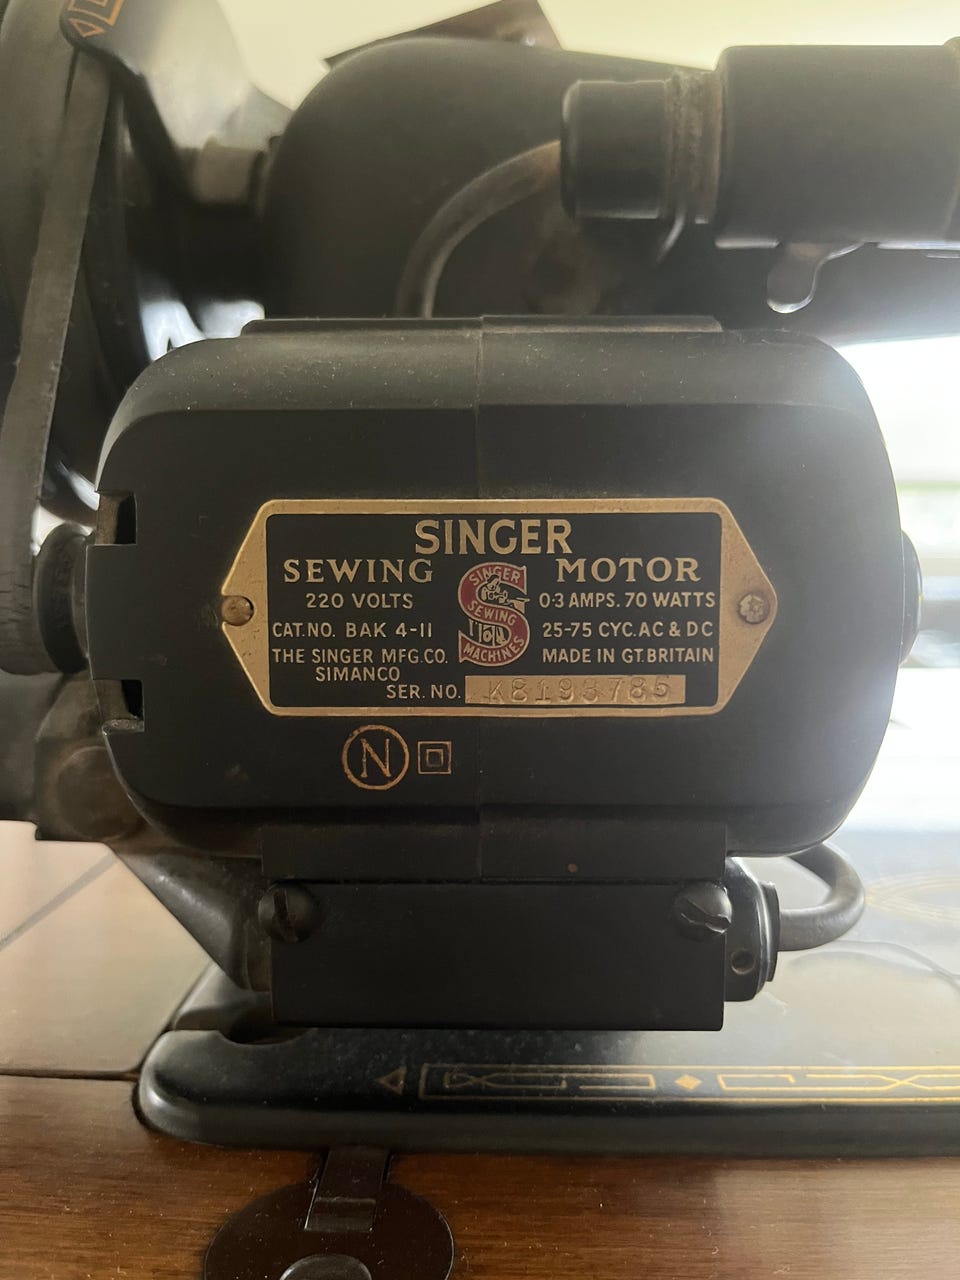 SINGER
SEWING MOTOR
220 VOLTS 0·3 AMPS. 70 WATTS
CAT. NO. BAK 4-11 25-75 CYC. AC & DC
THE SINGER MFG. CO. MADE IN GT. BRITAIN
SIMANCO
SER. NO. K8198785
SINGER
SEWING
MACHINES
N